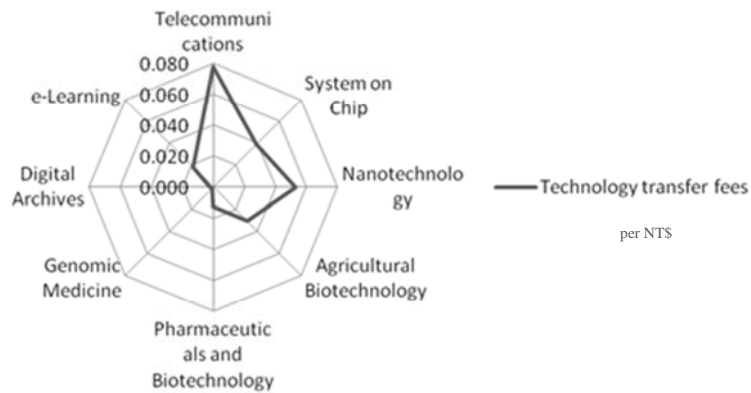 Telecommuni
cations
0.080
0.060
0.040
0.020
0.000
System on
Chip
Nanotechnolo
gy
Agricultural
Biotechnology
Pharmaceutic
als and
Biotechnology
Genomic
Medicine
Digital
Archives
e-Learning
Technology transfer fees
per NT$